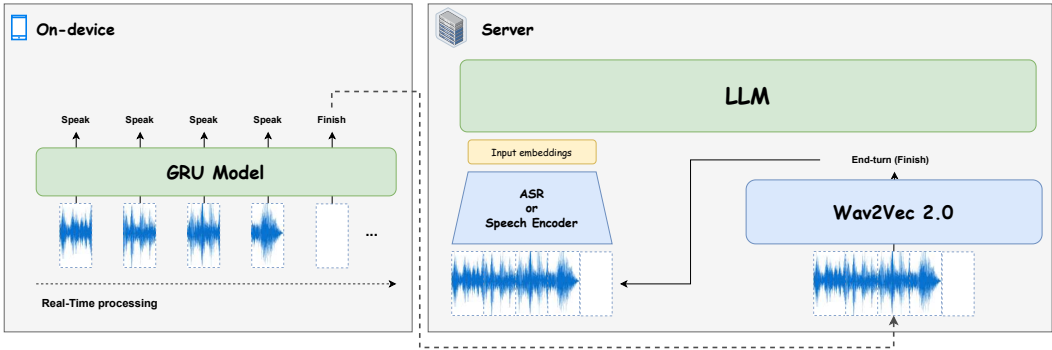 On-device
Speak
Speak
Speak
Speak
Finish
GRU Model
...
Real-Time processing
Server
LLM
Input embeddings
ASR
or
Speech Encoder
End-turn (Finish)
Wav2Vec 2.0